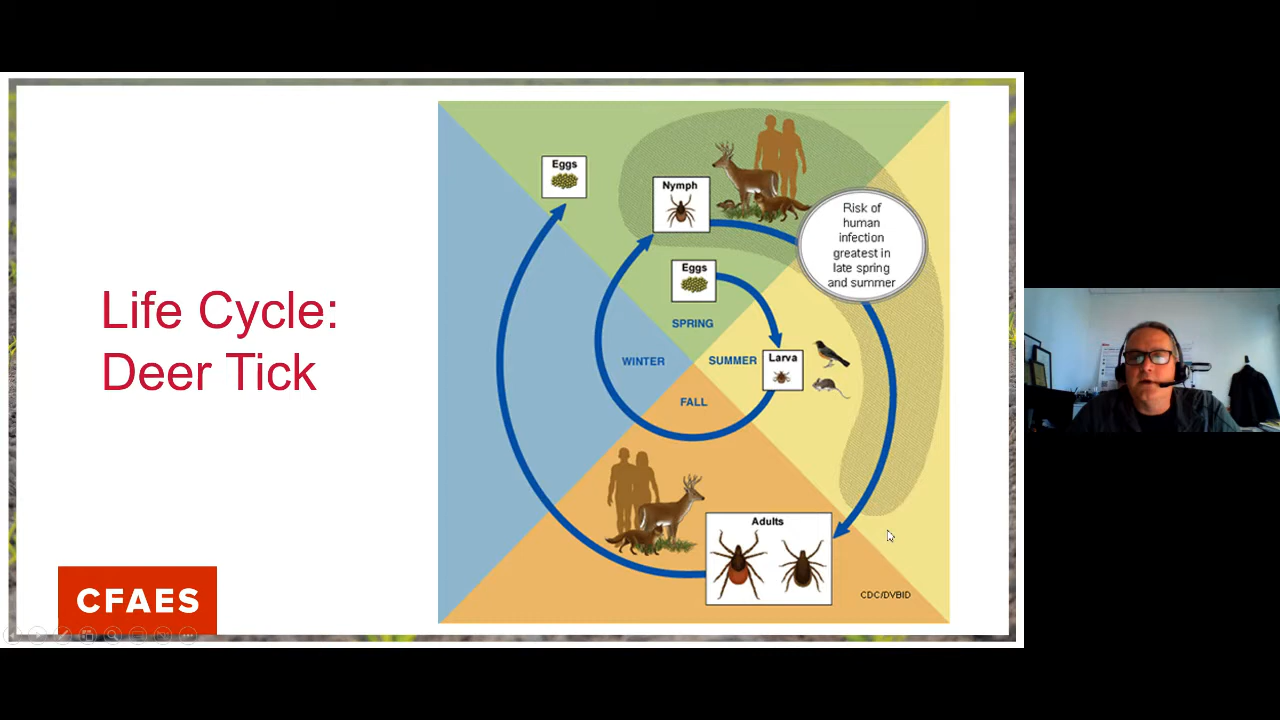 Life Cycle:
Deer Tick
CFAES
Eggs
Nymph
Risk of
human
infection
greatest in
late spring
and summer
Eggs
SPRING
WINTER
SUMMER
Larva
FALL
Adults
CDC/DVBID